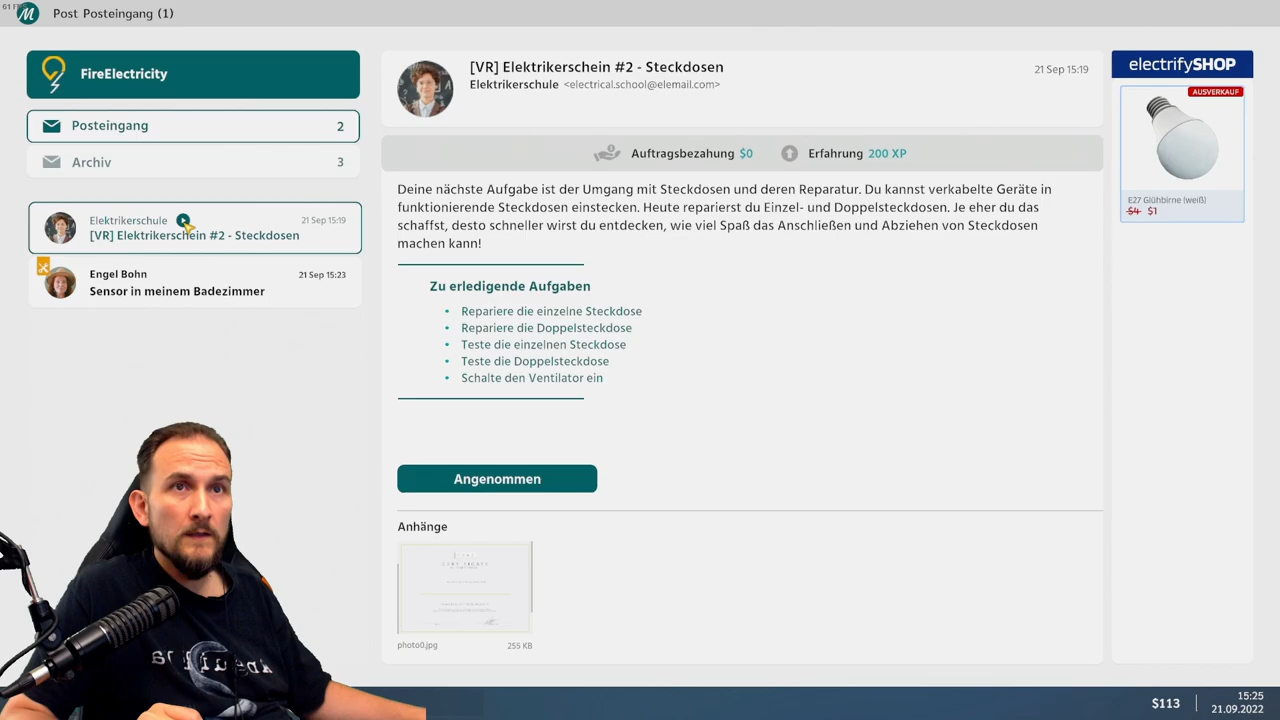 Post Posteingang (1)
FireElectricity
Posteingang 2
Archiv 3
Elektrikerschule 21 Sep 15:19
[VR] Elektrikerschein #2 - Steckdosen
Engel Bohn 21 Sep 15:23
Sensor in meinem Badezimmer
[VR] Elektrikerschein #2 - Steckdosen
Elektrikerschule <electrical.school@elemail.com>
21 Sep 15:19
Auftragsbezahung $0 Erfahrung 200 XP
Deine nächste Aufgabe ist der Umgang mit Steckdosen und deren Reparatur. Du kannst verkabelte Geräte in
funktionierende Steckdosen einstecken. Heute reparierst du Einzel- und Doppelsteckdosen. Je eher du das
schaffst, desto schneller wirst du entdecken, wie viel Spaß das Anschließen und Abziehen von Steckdosen
machen kann!
Zu erledigende Aufgaben
• Repariere die einzelne Steckdose
• Repariere die Doppelsteckdose
• Teste die einzelnen Steckdose
• Teste die Doppelsteckdose
• Schalte den Ventilator ein
Angenommen
Anhänge
photo0.jpg 255 KB
electrifySHOP
AUSVERKAUF
E27 Glühbirne (weiß)
$4 $1
$113
15:25
21.09.2022